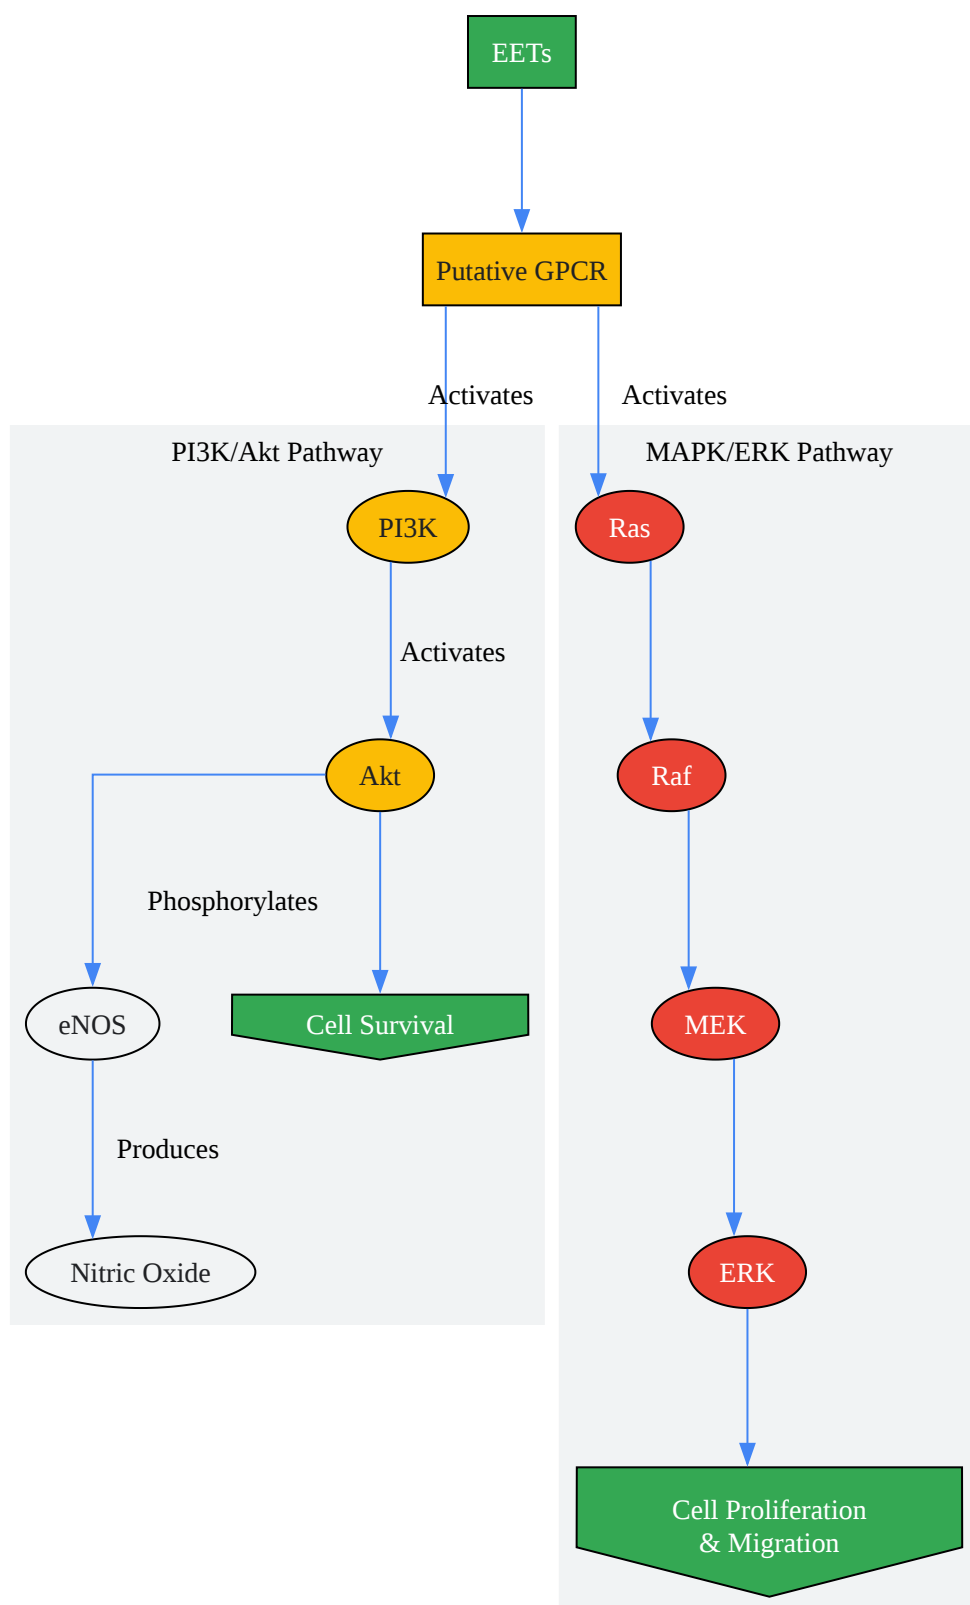 EETs
Putative GPCR
Activates
Activates
PI3K/Akt Pathway
MAPK/ERK Pathway
PI3K
Ras
Activates
Akt
Raf
Phosphorylates
eNOS
Cell Survival
MEK
Produces
Nitric Oxide
ERK
Cell Proliferation
& Migration